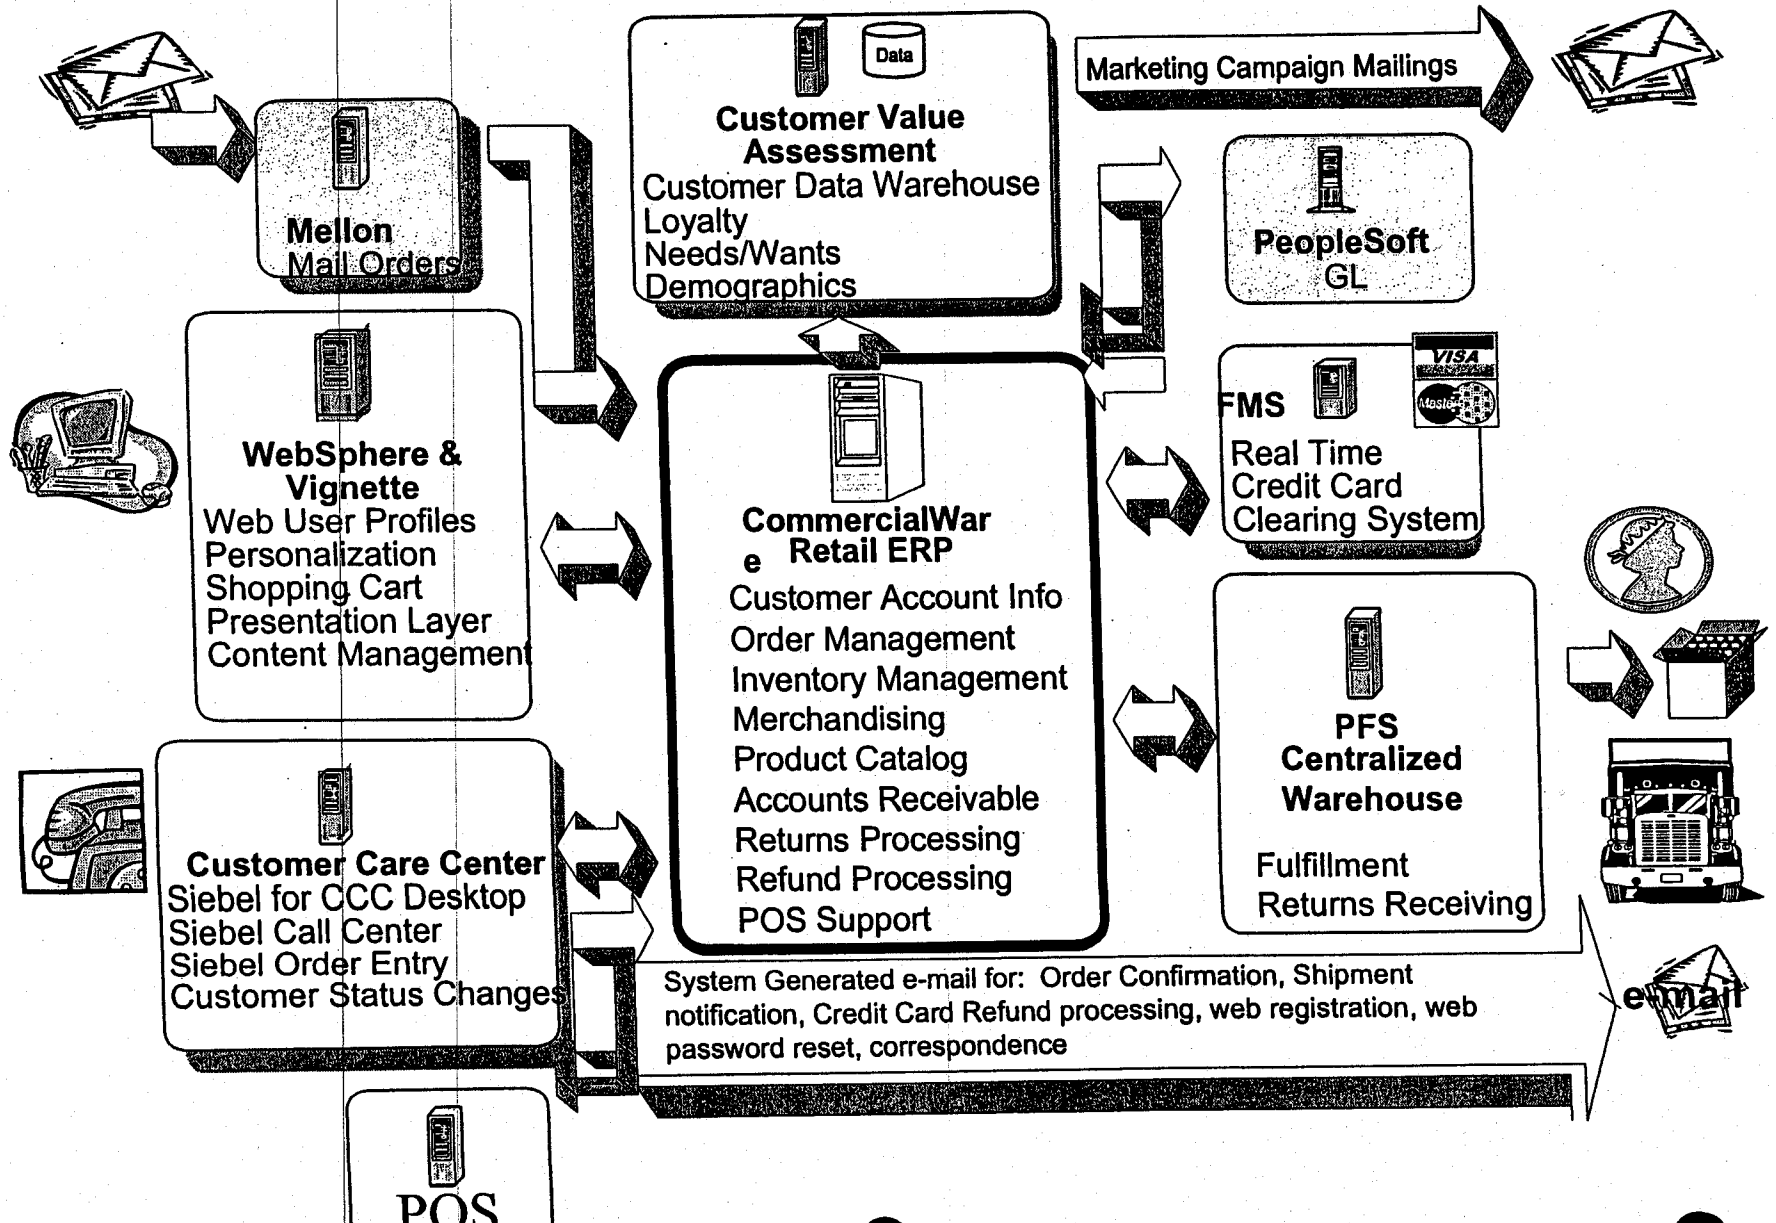 Data
Customer Value
Assessment
Customer Data Warehouse
Loyalty
Needs/Wants
Demographics
Marketing Campaign Mailings
Mellon
Mail Orders
PeopleSoft
GL
WebSphere &
Vignette
Web User Profiles
Personalization
Shopping Cart
Presentation Layer
Content Management
CommercialWar
e Retail ERP
Customer Account Info
Order Management
Inventory Management
Merchandising
Product Catalog
Accounts Receivable
Returns Processing
Refund Processing
POS Support
VISA
FMS
Real Time
Credit Card
Clearing System
PFS
Centralized
Warehouse
Fulfillment
Returns Receiving
Customer Care Center
Siebel for CCC Desktop
Siebel Call Center
Siebel Order Entry
Customer Status Changes
System Generated e-mail for: Order Confirmation, Shipment
notification, Credit Card Refund processing, web registration, web
password reset, correspondence
e-mail
POS